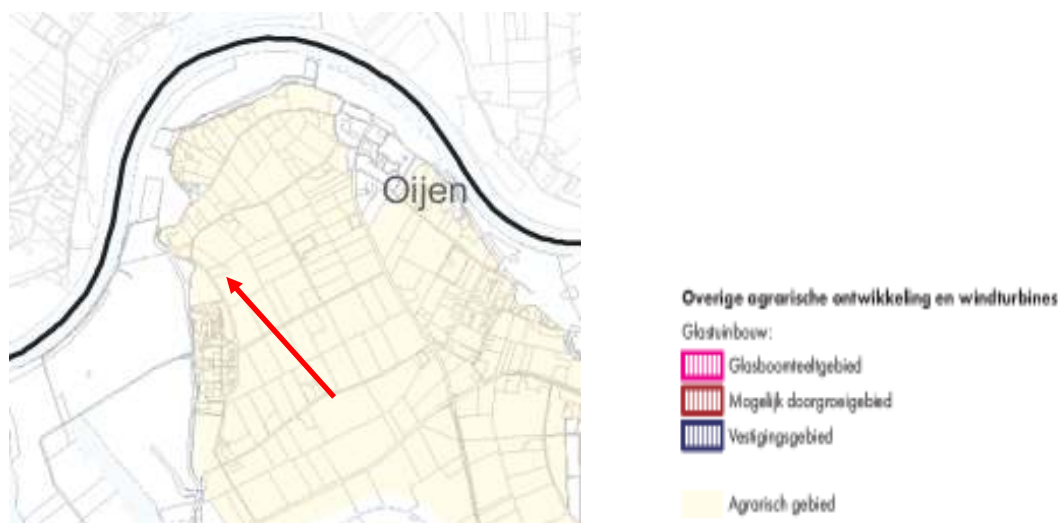 Oijen
Overige agrarische ontwikkeling en windturbines
Glastuinbouw:
Glasboomteeltgebied
Mogelijk doorgroeigebied
Vestigingsgebied
Agrarisch gebied